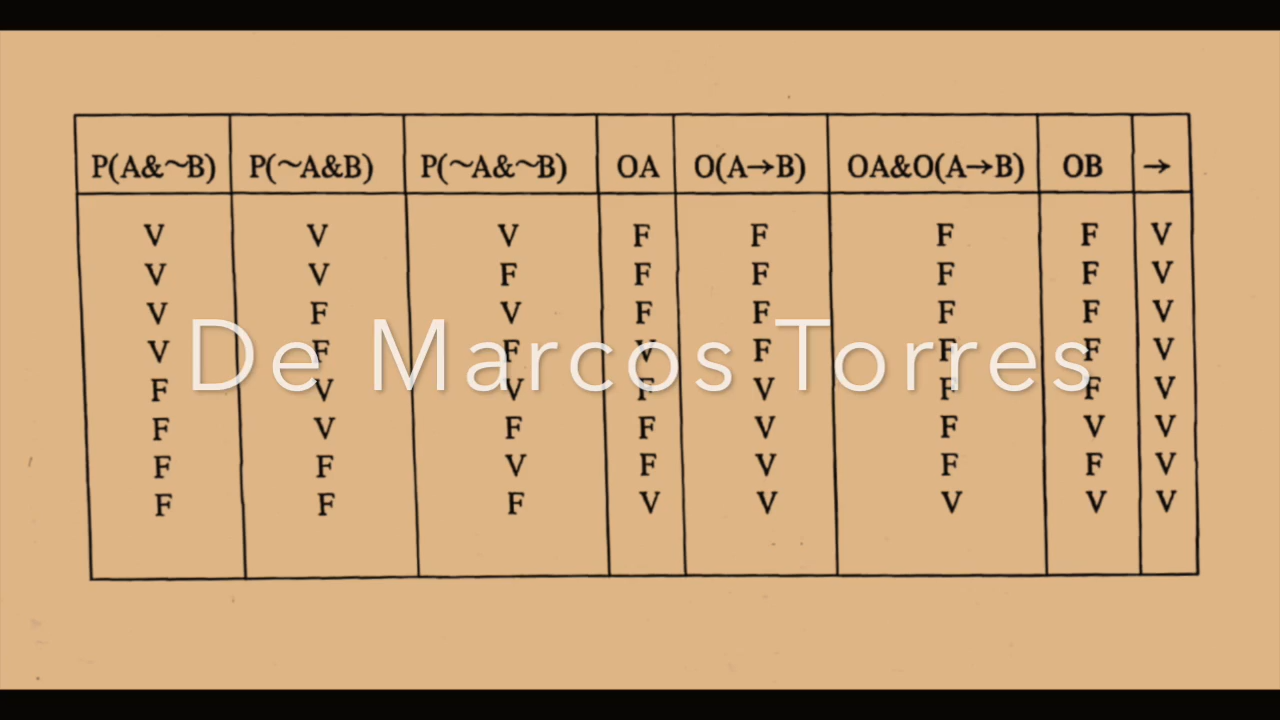 P(A&~B) P(~A&B) P(~A&~B) OA O(A→B) OA&O(A→B) OB →
V V V F F F F V
V V F F F F F V
V F V F F F F V
V F F V F F F V
De Marcos Torres
F V V F V F F V
F V F F V F V V
F F V F V F F V
F F F V V V V V